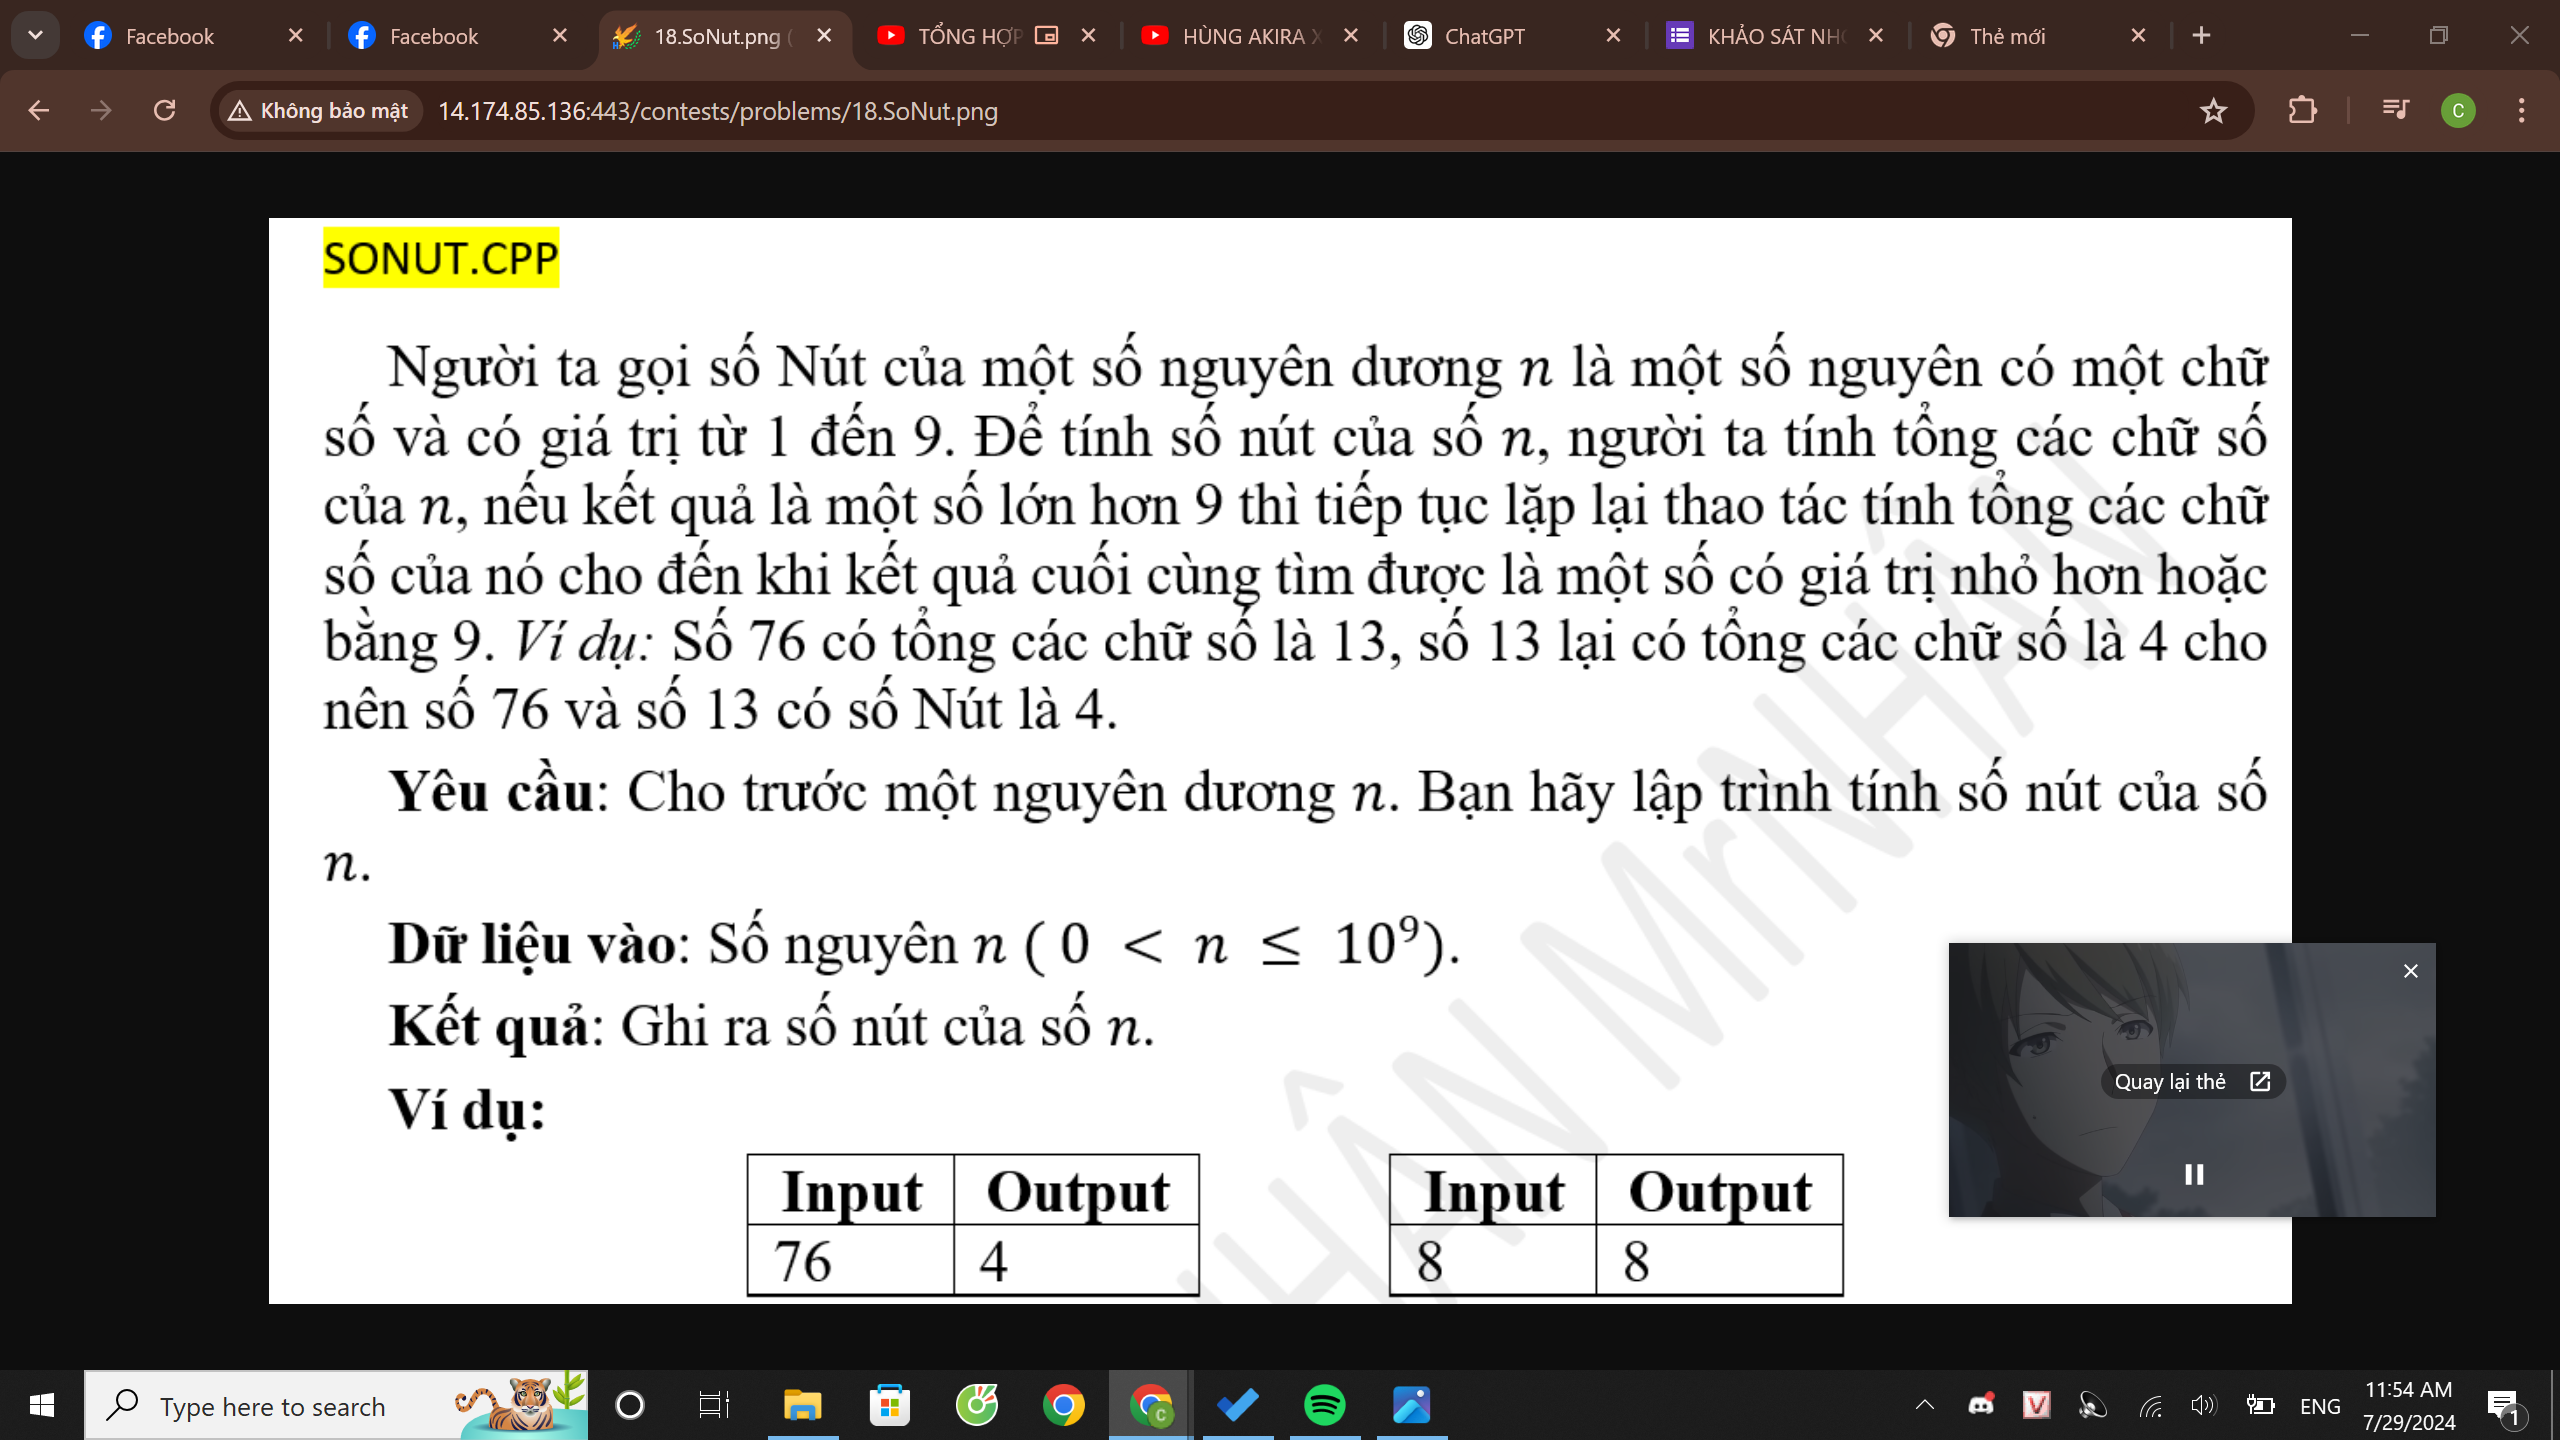 Facebook
Facebook
18.SoNut.png (
TỔNG HỢP
HÙNG AKIRA X
ChatGPT
KHẢO SÁT NHO
Thẻ mới
Không bảo mật
14.174.85.136:443/contests/problems/18.SoNut.png
C
SONUT.CPP
Người ta gọi số Nút của một số nguyên dương n là một số nguyên có một chữ
số và có giá trị từ 1 đến 9. Để tính số nút của số n, người ta tính tổng các chữ số
của n, nếu kết quả là một số lớn hơn 9 thì tiếp tục lặp lại thao tác tính tổng các chữ
số của nó cho đến khi kết quả cuối cùng tìm được là một số có giá trị nhỏ hơn hoặc
bằng 9. Ví dụ: Số 76 có tổng các chữ số là 13, số 13 lại có tổng các chữ số là 4 cho
nên số 76 và số 13 có số Nút là 4.
Yêu cầu: Cho trước một nguyên dương n. Bạn hãy lập trình tính số nút của số
n.
Dữ liệu vào: Số nguyên n ( 0 < n ≤ 10⁹).
Kết quả: Ghi ra số nút của số n.
Ví dụ:
Input Output
76 4
Input Output
8 8
HÂN MrNHÂN
Quay lại thẻ
Type here to search
C
V
ENG
11:54 AM
7/29/2024
1